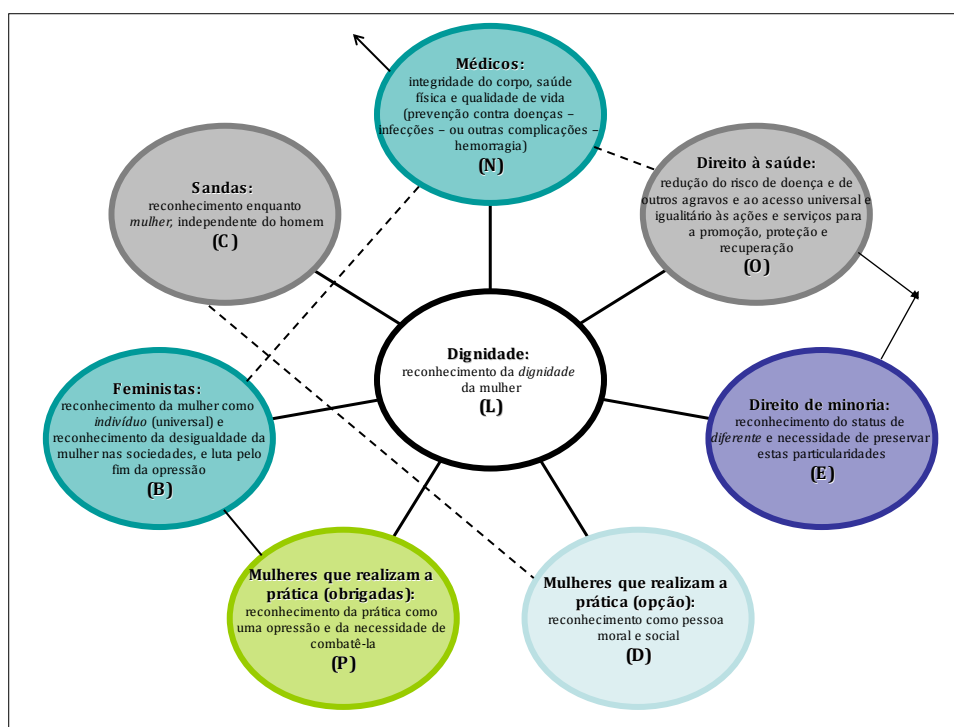 Médicos:
integridade do corpo, saúde
física e qualidade de vida
(prevenção contra doenças –
infecções – ou outras complicações –
hemorragia)
(N)
Sandas:
reconhecimento enquanto
mulher, independente do homem
(C)
Direito à saúde:
redução do risco de doença e de
outros agravos e ao acesso universal e
igualitário às ações e serviços para
a promoção, proteção e
recuperação
(O)
Dignidade:
reconhecimento da dignidade
da mulher
(L)
Feministas:
reconhecimento da mulher como
indivíduo (universal) e
reconhecimento da desigualdade da
mulher nas sociedades, e luta pelo
fim da opressão
(B)
Direito de minoria:
reconhecimento do status de
diferente e necessidade de preservar
estas particularidades
(E)
Mulheres que realizam a
prática (obrigadas):
reconhecimento da prática como
uma opressão e da necessidade de
combatê-la
(P)
Mulheres que realizam a
prática (opção):
reconhecimento como pessoa
moral e social
(D)